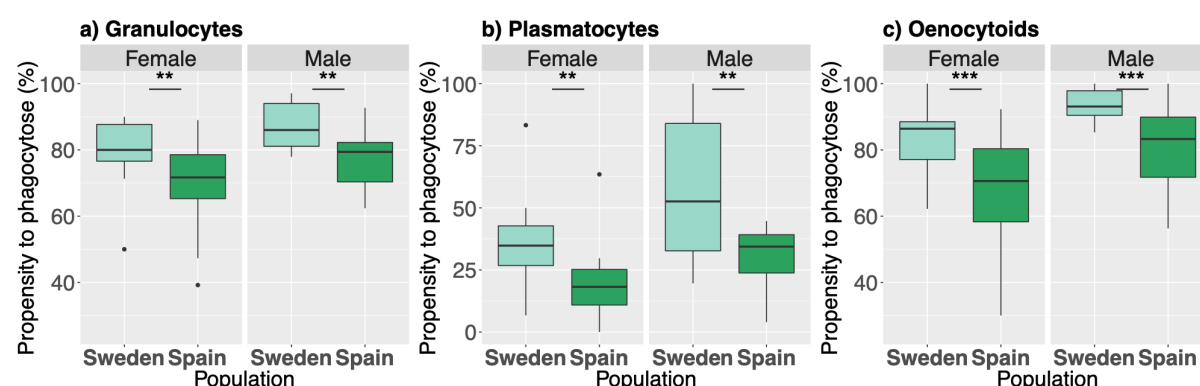 a) Granulocytes
Female
Male
**
**
Propensity to phagocytose (%)
100
80
60
40
Sweden Spain
Sweden Spain
Population
b) Plasmatocytes
Female
Male
**
**
Propensity to phagocytose (%)
100
75
50
25
0
Sweden Spain
Sweden Spain
Population
c) Oenocytoids
Female
Male
***
***
Propensity to phagocytose (%)
100
80
60
40
Sweden Spain
Sweden Spain
Population